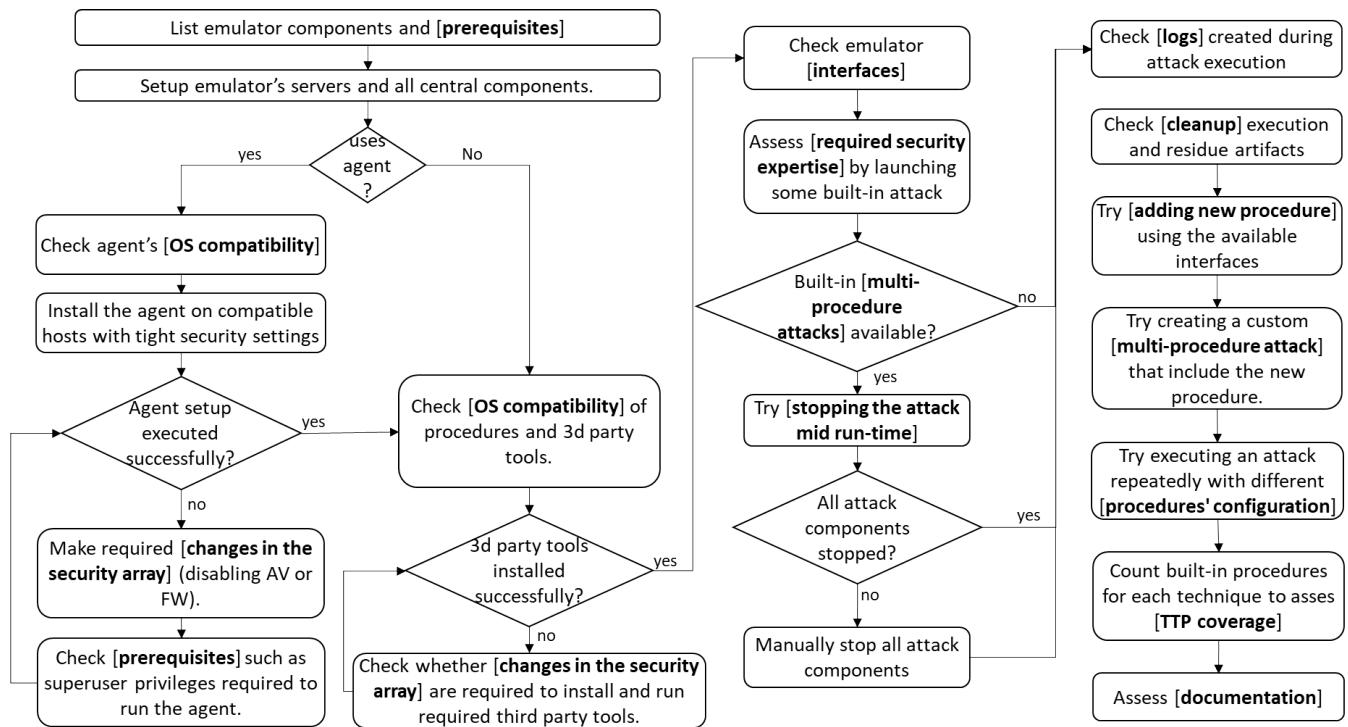 List emulator components and [prerequisites]
Setup emulator's servers and all central components.
uses
agent
?
yes
No
Check agent's [OS compatibility]
Install the agent on compatible
hosts with tight security settings
Agent setup
executed
successfully?
yes
no
Make required [changes in the
security array] (disabling AV or
FW).
Check [prerequisites] such as
superuser privileges required to
run the agent.
Check [OS compatibility] of
procedures and 3d party
tools.
3d party tools
installed
successfully?
yes
no
Check whether [changes in the security
array] are required to install and run
required third party tools.
Check emulator
[interfaces]
Assess [required security
expertise] by launching
some built-in attack
Built-in [multi-
procedure
attacks] available?
no
yes
Try [stopping the attack
mid run-time]
All attack
components
stopped?
yes
no
Manually stop all attack
components
Check [logs] created during
attack execution
Check [cleanup] execution
and residue artifacts
Try [adding new procedure]
using the available
interfaces
Try creating a custom
[multi-procedure attack]
that include the new
procedure.
Try executing an attack
repeatedly with different
[procedures' configuration]
Count built-in procedures
for each technique to asses
[TTP coverage]
Assess [documentation]